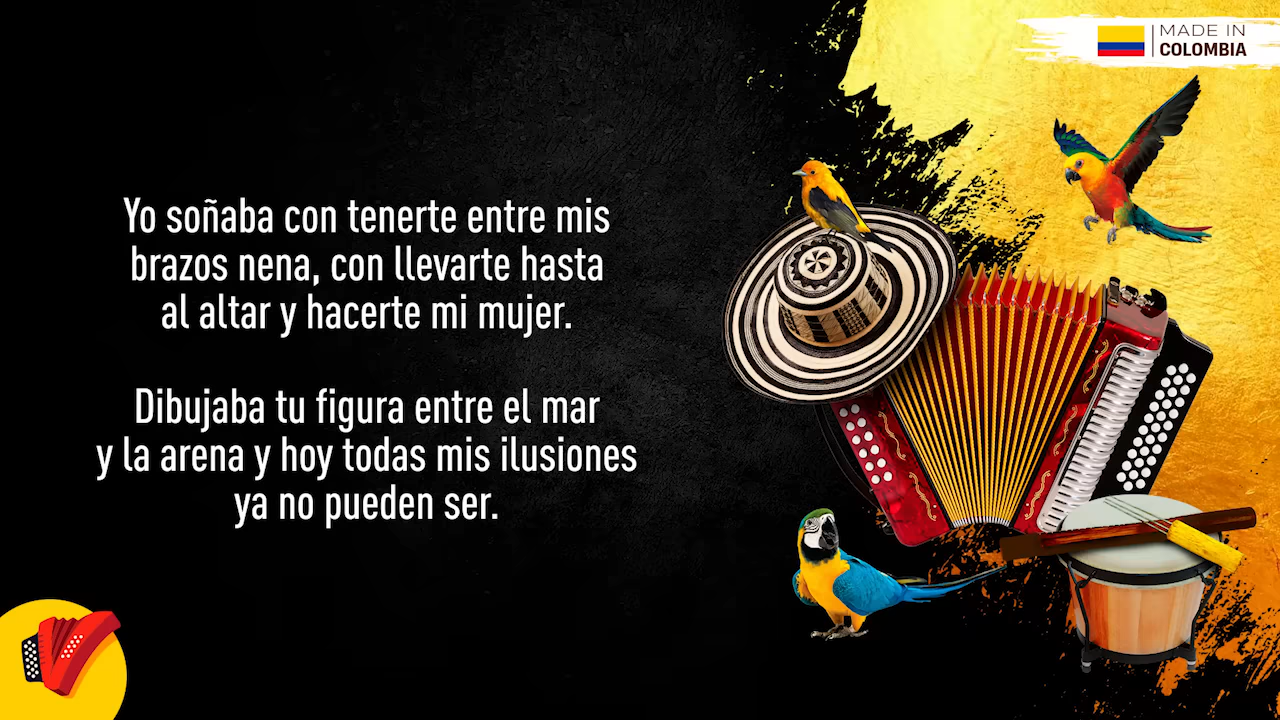 MADE IN
COLOMBIA
Yo soñaba con tenerte entre mis
brazos nena, con llevarte hasta
al altar y hacerte mi mujer.
Dibujaba tu figura entre el mar
y la arena y hoy todas mis ilusiones
ya no pueden ser.